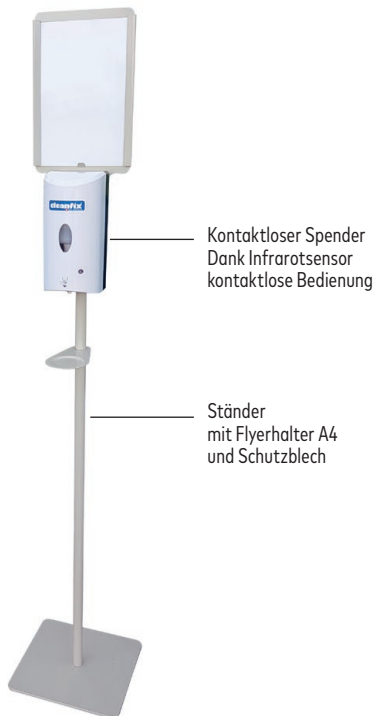 cleanfix
Kontaktloser Spender
Dank Infrarotsensor
kontaktlose Bedienung
Ständer
mit Flyerhalter A4
und Schutzblech